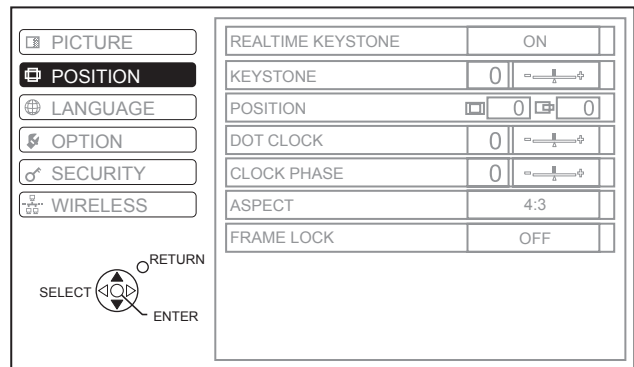 PICTURE
POSITION
LANGUAGE
OPTION
SECURITY
WIRELESS
RETURN
SELECT
ENTER
REALTIME KEYSTONE ON
KEYSTONE 0 - +
POSITION 0 0
DOT CLOCK 0 - +
CLOCK PHASE 0 - +
ASPECT 4:3
FRAME LOCK OFF